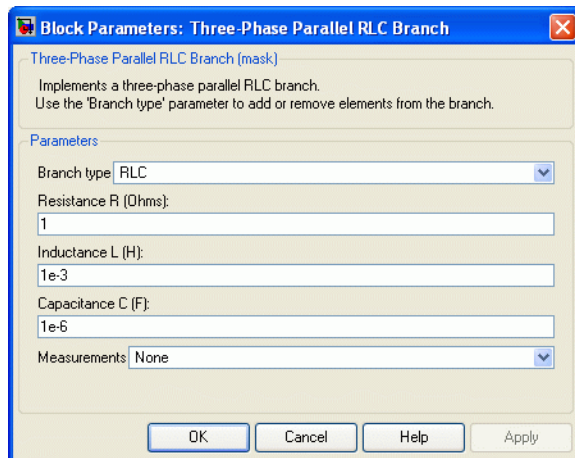 Block Parameters: Three-Phase Parallel RLC Branch
Three-Phase Parallel RLC Branch (mask)
Implements a three-phase parallel RLC branch.
Use the 'Branch type' parameter to add or remove elements from the branch.
Parameters
Branch type RLC
Resistance R (Ohms):
1
Inductance L (H):
1e-3
Capacitance C (F):
1e-6
Measurements None
OK Cancel Help Apply